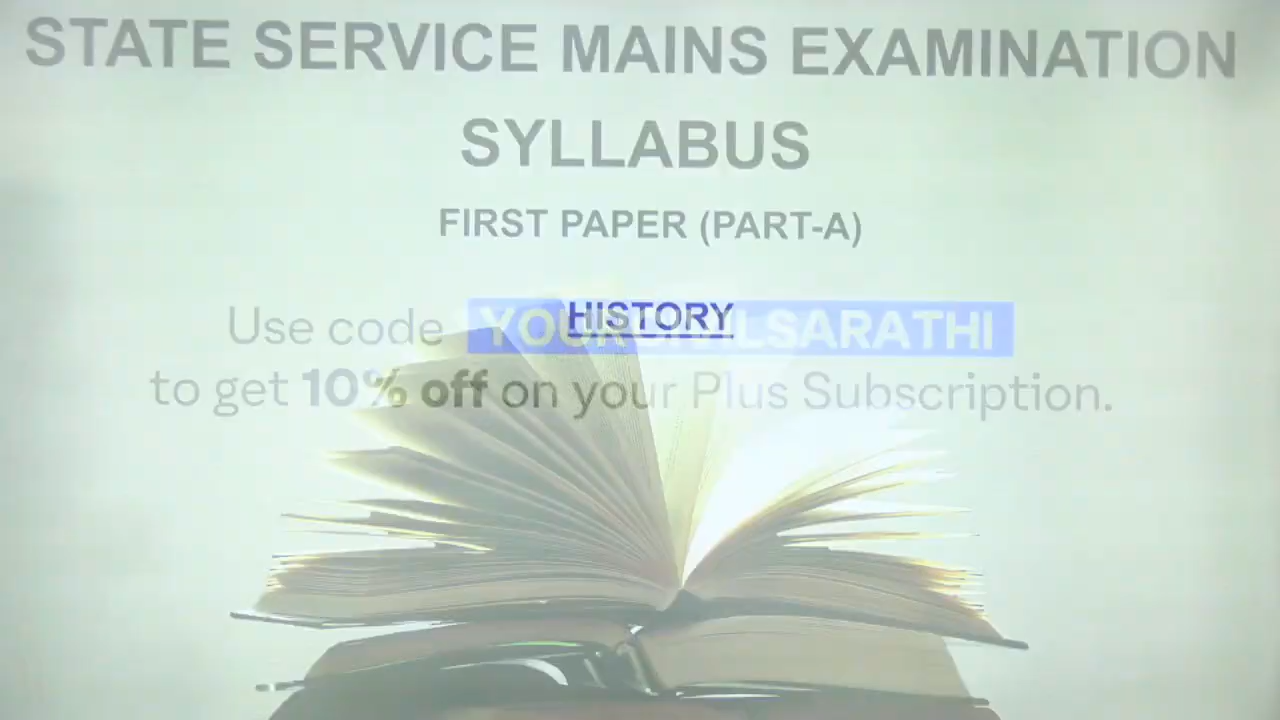 STATE SERVICE MAINS EXAMINATION
SYLLABUS
FIRST PAPER (PART-A)
HISTORY
Use code
to get 10% off on your Plus Subscription.